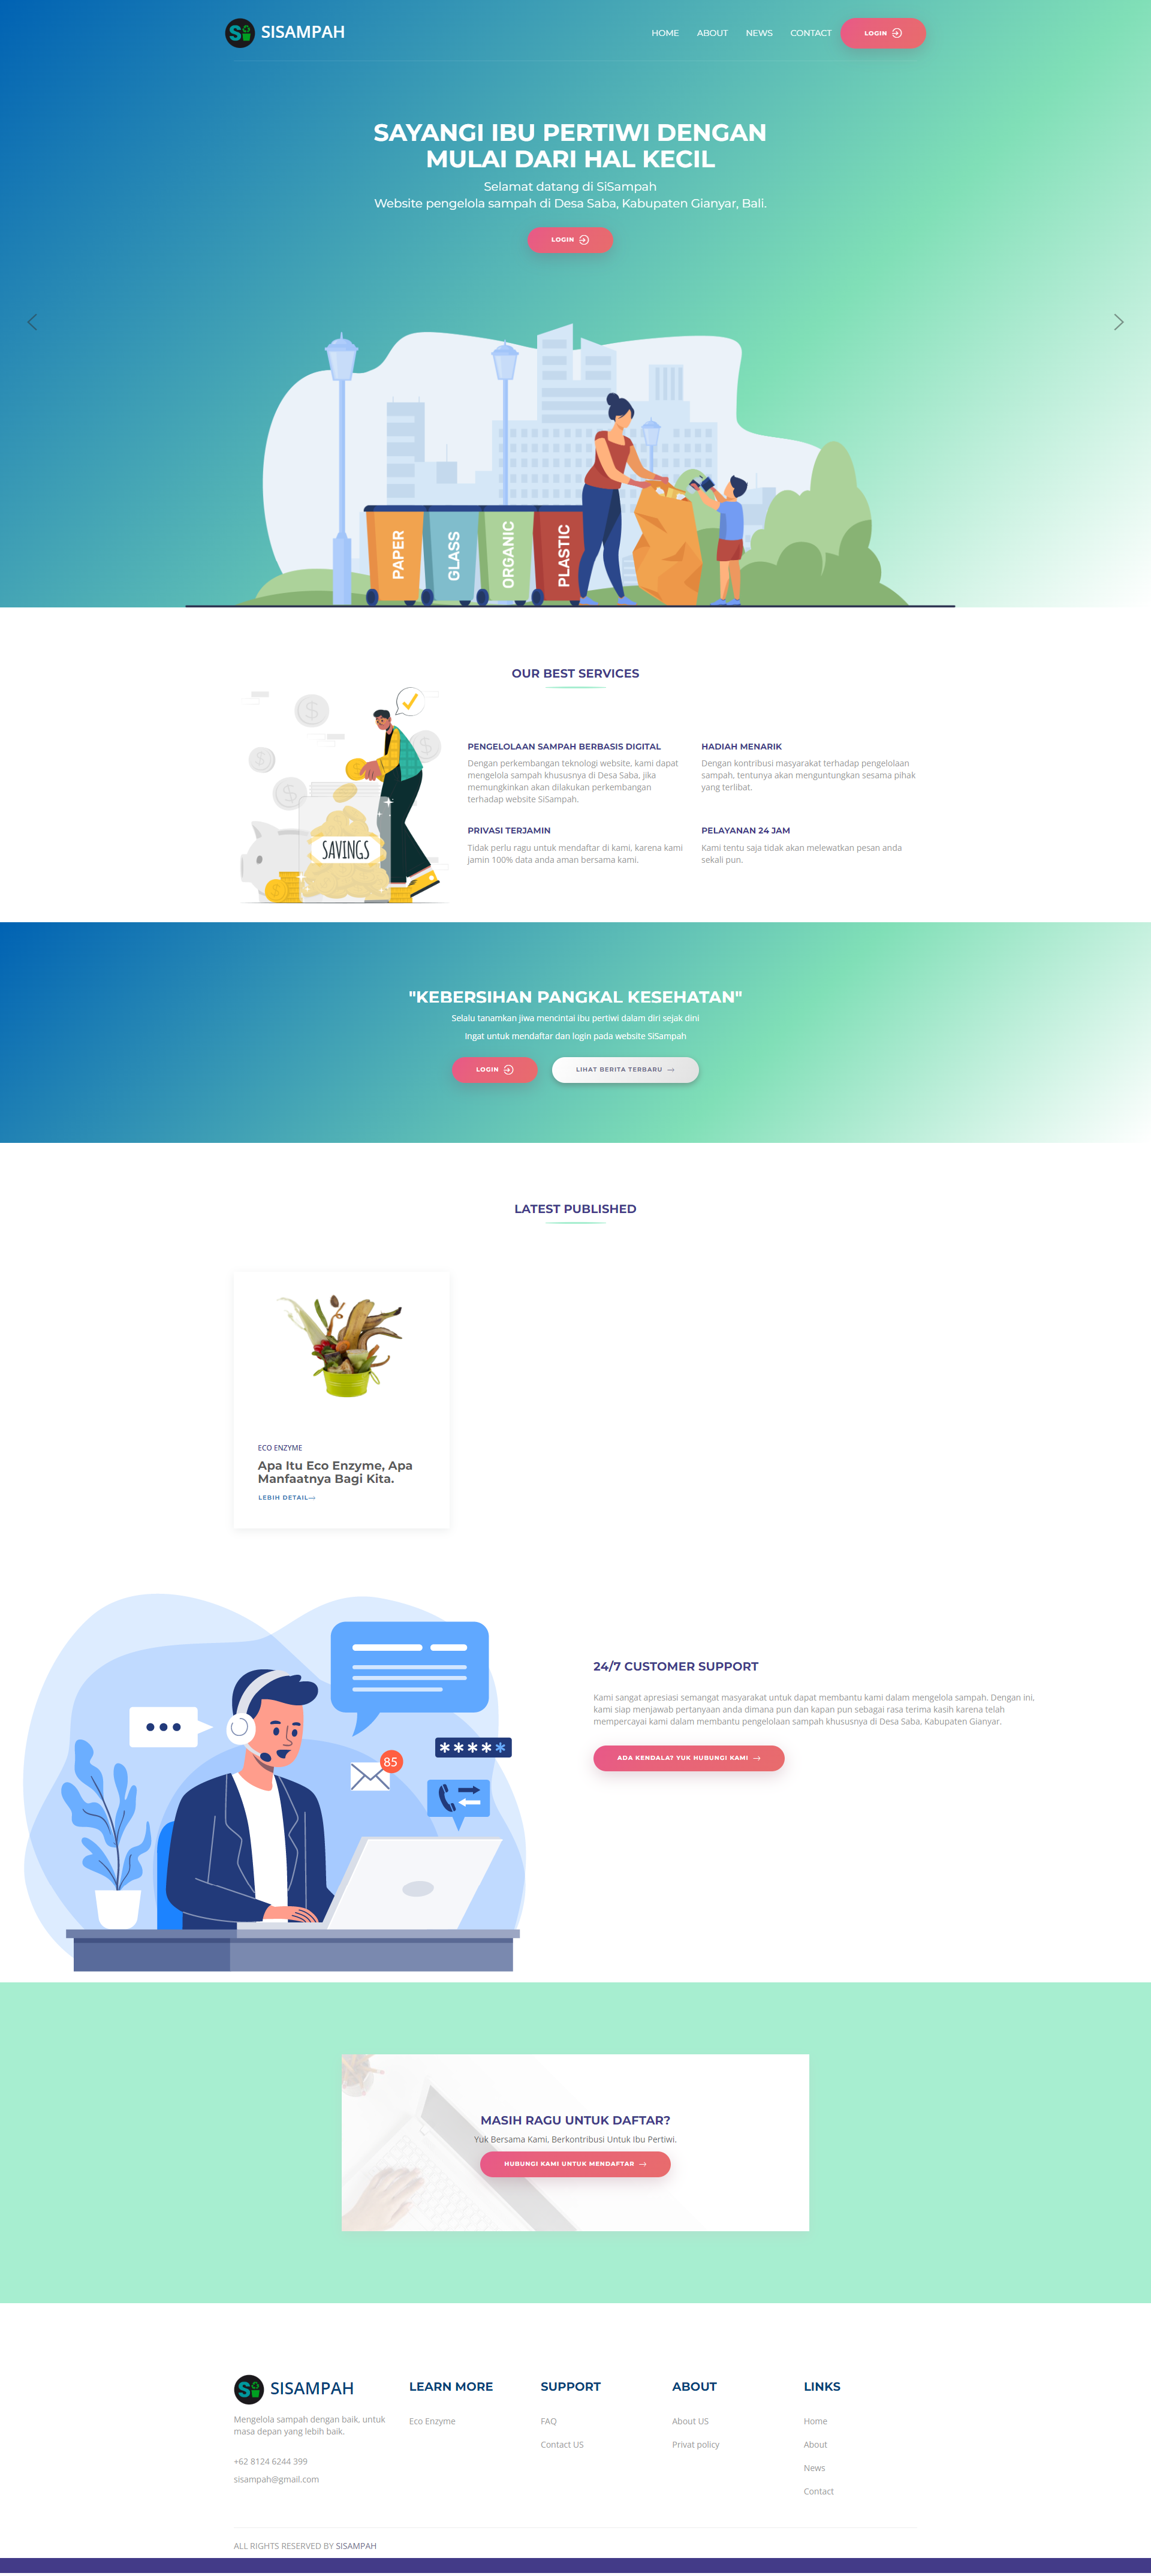 SISAMPAH
HOME
ABOUT
NEWS
CONTACT
LOGIN
SAYANGI IBU PERTIWI DENGAN
MULAI DARI HAL KECIL
Selamat datang di SiSampah
Website pengelola sampah di Desa Saba, Kabupaten Gianyar, Bali.
LOGIN
PAPER
GLASS
ORGANIC
PLASTIC
OUR BEST SERVICES
SAVINGS
PENGELOLAAN SAMPAH BERBASIS DIGITAL
Dengan perkembangan teknologi website, kami dapat
mengelola sampah khususnya di Desa Saba, jika
memungkinkan akan dilakukan perkembangan
terhadap website SiSampah.
HADIAH MENARIK
Dengan kontribusi masyarakat terhadap pengelolaan
sampah, tentunya akan menguntungkan sesama pihak
yang terlibat.
PRIVASI TERJAMIN
Tidak perlu ragu untuk mendaftar di kami, karena kami
jamin 100% data anda aman bersama kami.
PELAYANAN 24 JAM
Kami tentu saja tidak akan melewatkan pesan anda
sekali pun.
"KEBERSIHAN PANGKAL KESEHATAN"
Selalu tanamkan jiwa mencintai ibu pertiwi dalam diri sejak dini
Ingat untuk mendaftar dan login pada website SiSampah
LOGIN
LIHAT BERITA TERBARU
LATEST PUBLISHED
ECO ENZYME
Apa Itu Eco Enzyme, Apa
Manfaatnya Bagi Kita.
LEBIH DETAIL
85
24/7 CUSTOMER SUPPORT
Kami sangat apresiasi semangat masyarakat untuk dapat membantu kami dalam mengelola sampah. Dengan ini,
kami siap menjawab pertanyaan anda dimana pun dan kapan pun sebagai rasa terima kasih karena telah
mempercayai kami dalam membantu pengelolaan sampah khususnya di Desa Saba, Kabupaten Gianyar.
ADA KENDALA? YUK HUBUNGI KAMI
MASIH RAGU UNTUK DAFTAR?
Yuk Bersama Kami, Berkontribusi Untuk Ibu Pertiwi.
HUBUNGI KAMI UNTUK MENDAFTAR
SISAMPAH
Mengelola sampah dengan baik, untuk
masa depan yang lebih baik.
+62 8124 6244 399
sisampah@gmail.com
LEARN MORE
Eco Enzyme
SUPPORT
FAQ
Contact US
ABOUT
About US
Privat policy
LINKS
Home
About
News
Contact
ALL RIGHTS RESERVED BY SISAMPAH